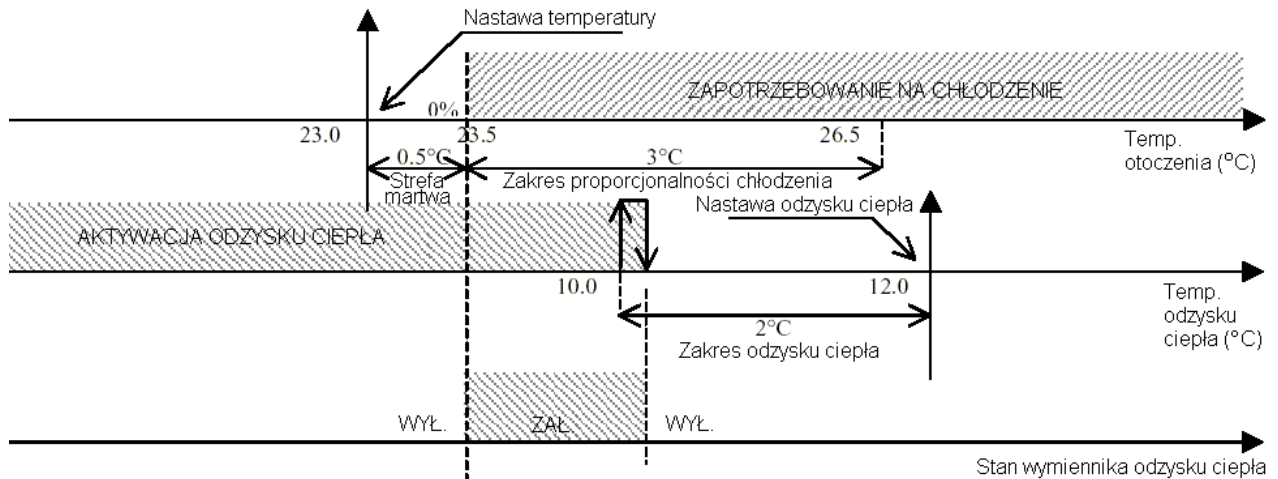 Nastawa temperatury
ZAPOTRZEBOWANIE NA CHŁODZENIE
0%
23.0
23.5
26.5
Temp.
otoczenia (°C)
0.5°C
3°C
Strefa
martwa
Zakres proporcjonalności chłodzenia
Nastawa odzysku ciepła
AKTYWACJA ODZYSKU CIEPŁA
10.0
12.0
Temp.
odzysku
ciepła (°C)
2°C
Zakres odzysku ciepła
WYŁ.
ZAŁ.
WYŁ.
Stan wymiennika odzysku ciepła